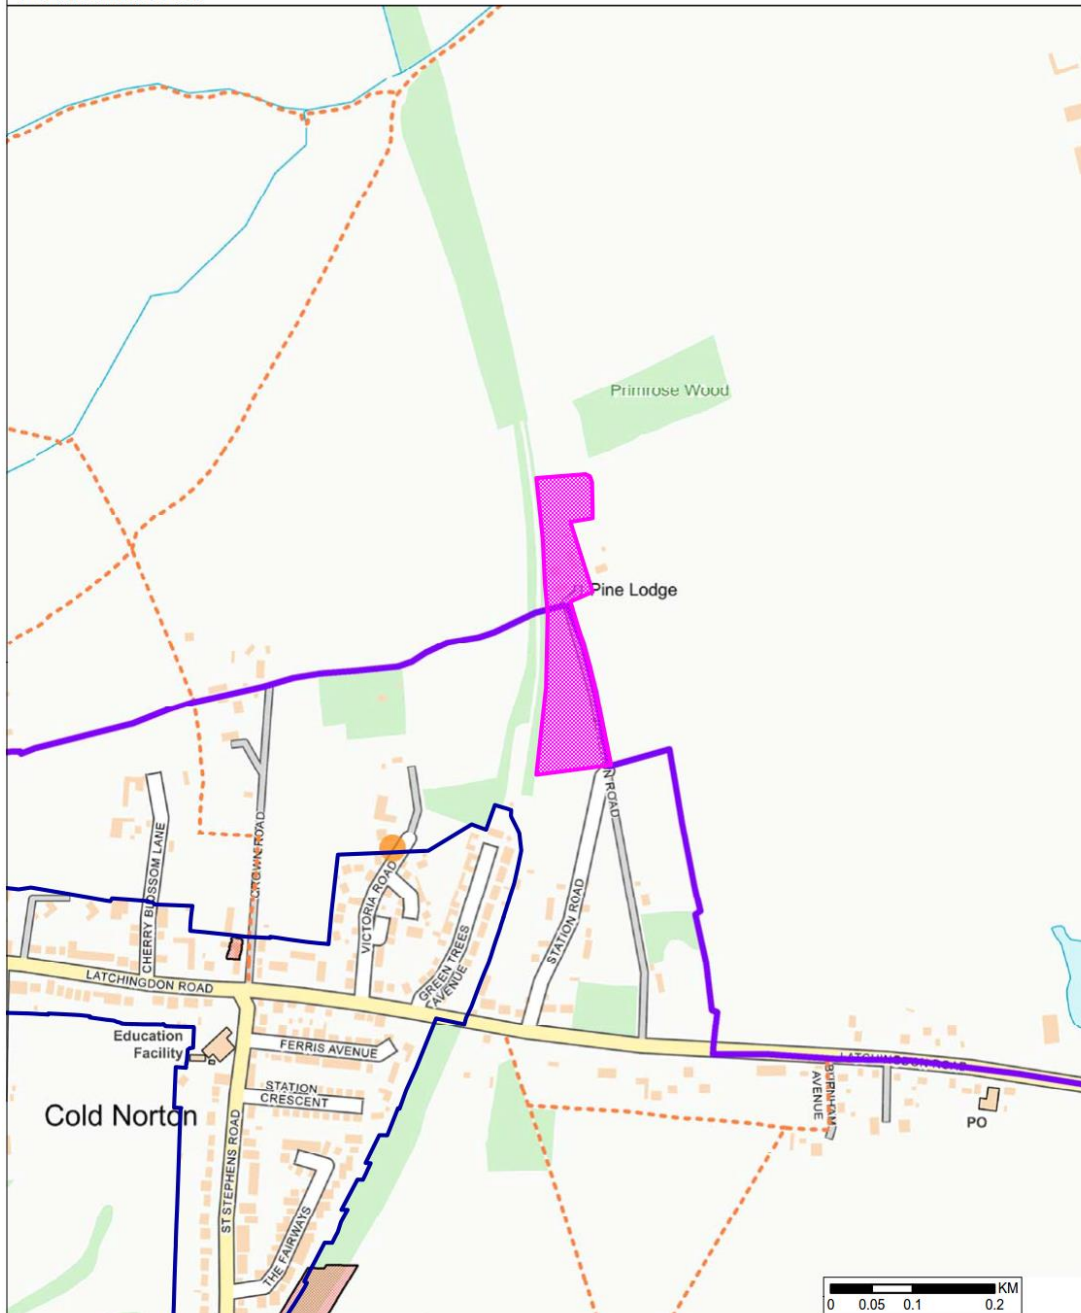 Primrose Wood
Pine Lodge
N ROAD
CHERRY BLOSSOM LANE
CROWN ROAD
VICTORIA ROAD
GREEN TREES
AVENUE
STATION ROAD
LATCHINGDON ROAD
Education
Facility
FERRIS AVENUE
STATION
CRESCENT
LATCHINGDON ROAD
BURNHAM
AVENUE
PO
Cold Norton
ST STEPHENS ROAD
THE FAIRWAYS
KM
0 0.05 0.1 0.2